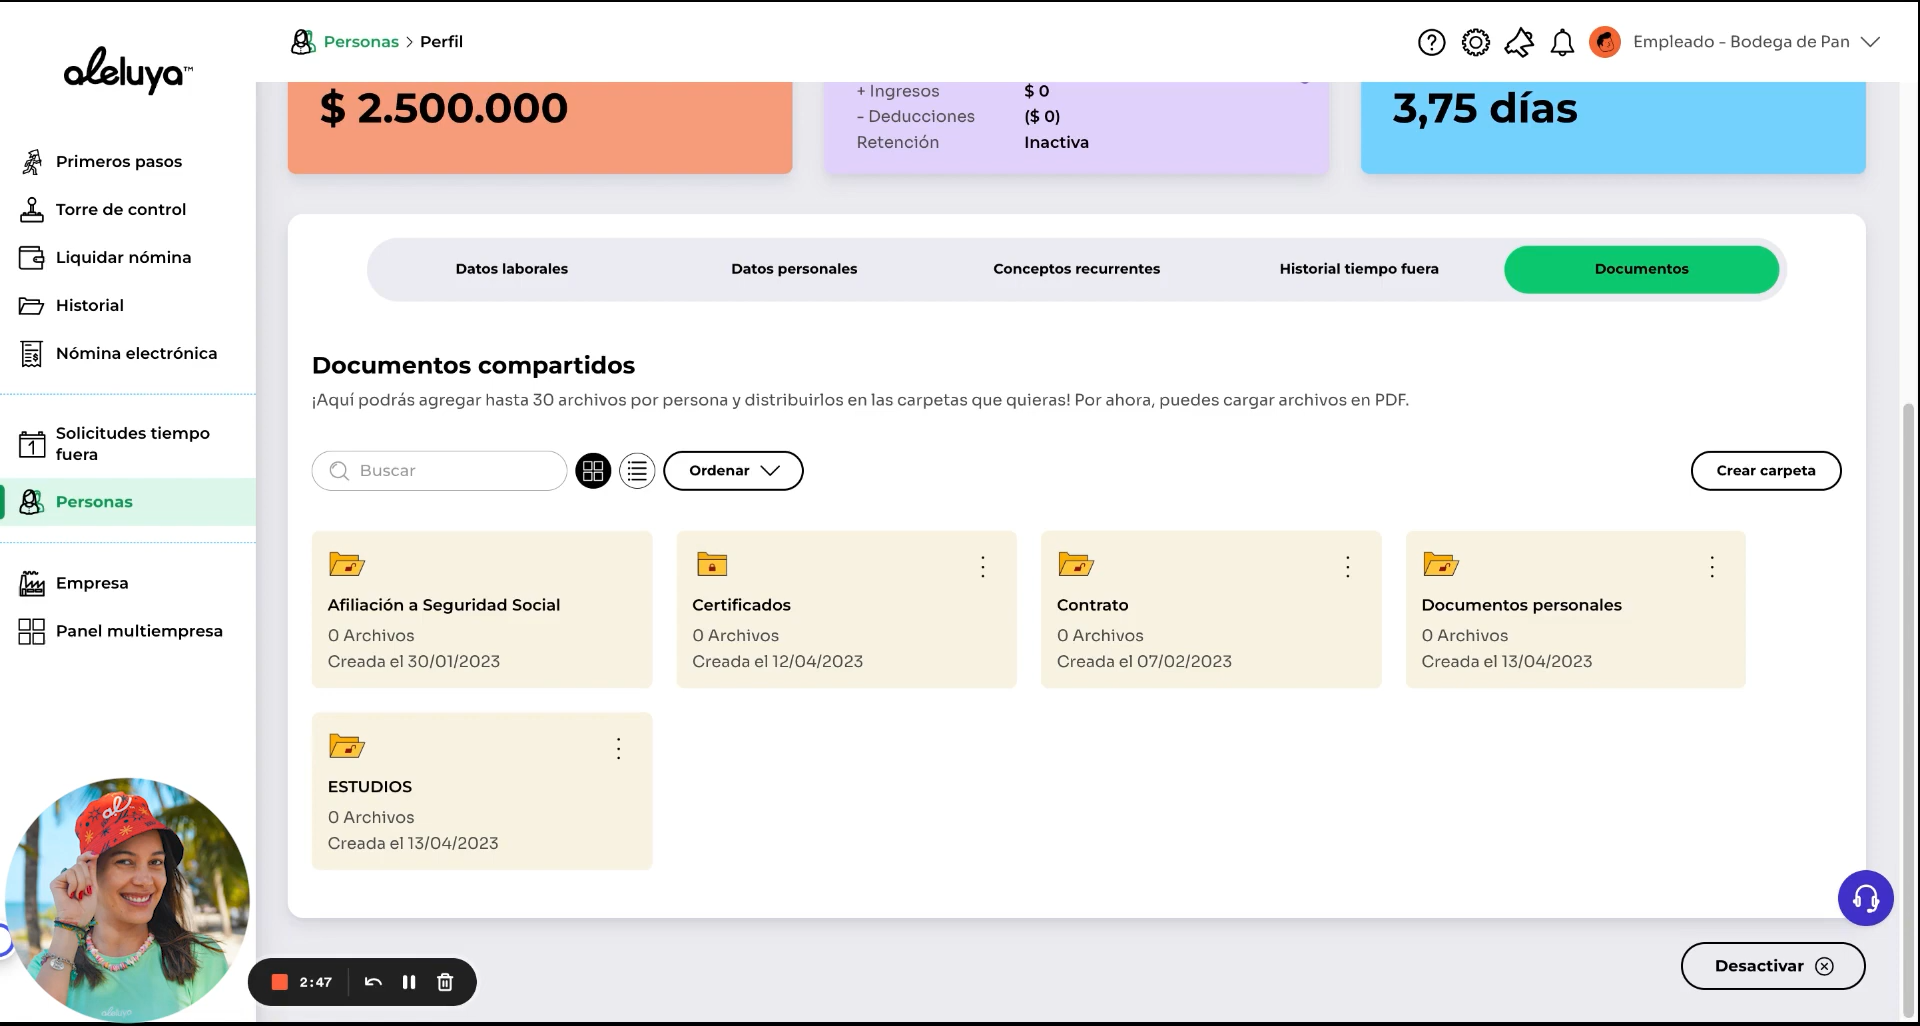 aleluya™
Personas > Perfil
Empleado - Bodega de Pan
Primeros pasos
Torre de control
Liquidar nómina
Historial
Nómina electrónica
Solicitudes tiempo
fuera
Personas
Empresa
Panel multiempresa
$ 2.500.000
+ Ingresos $ 0
- Deducciones ($ 0)
Retención Inactiva
3,75 días
Datos laborales
Datos personales
Conceptos recurrentes
Historial tiempo fuera
Documentos
Documentos compartidos
¡Aquí podrás agregar hasta 30 archivos por persona y distribuirlos en las carpetas que quieras! Por ahora, puedes cargar archivos en PDF.
Buscar
Ordenar
Crear carpeta
Afiliación a Seguridad Social
0 Archivos
Creada el 30/01/2023
Certificados
0 Archivos
Creada el 12/04/2023
Contrato
0 Archivos
Creada el 07/02/2023
Documentos personales
0 Archivos
Creada el 13/04/2023
ESTUDIOS
0 Archivos
Creada el 13/04/2023
al
aleluya
2:47
Desactivar